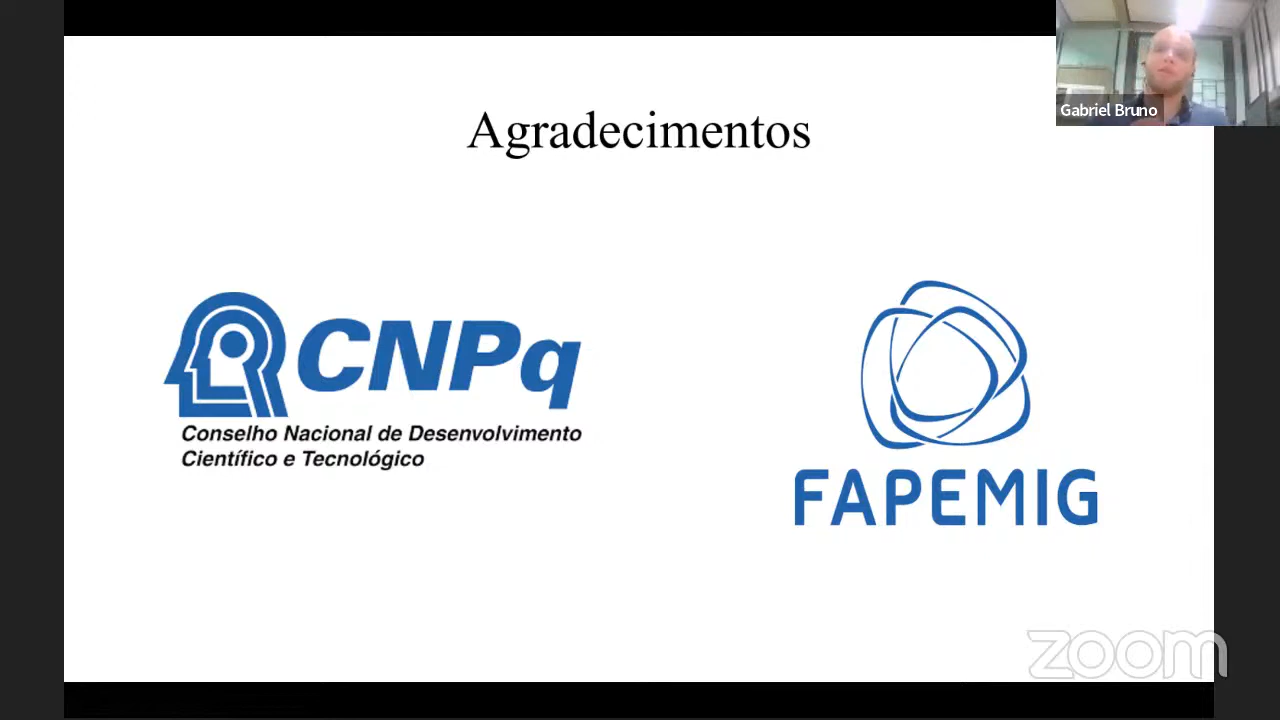 Gabriel Bruno
Agradecimentos
CNPq
Conselho Nacional de Desenvolvimento
Científico e Tecnológico
FAPEMIG
zoom